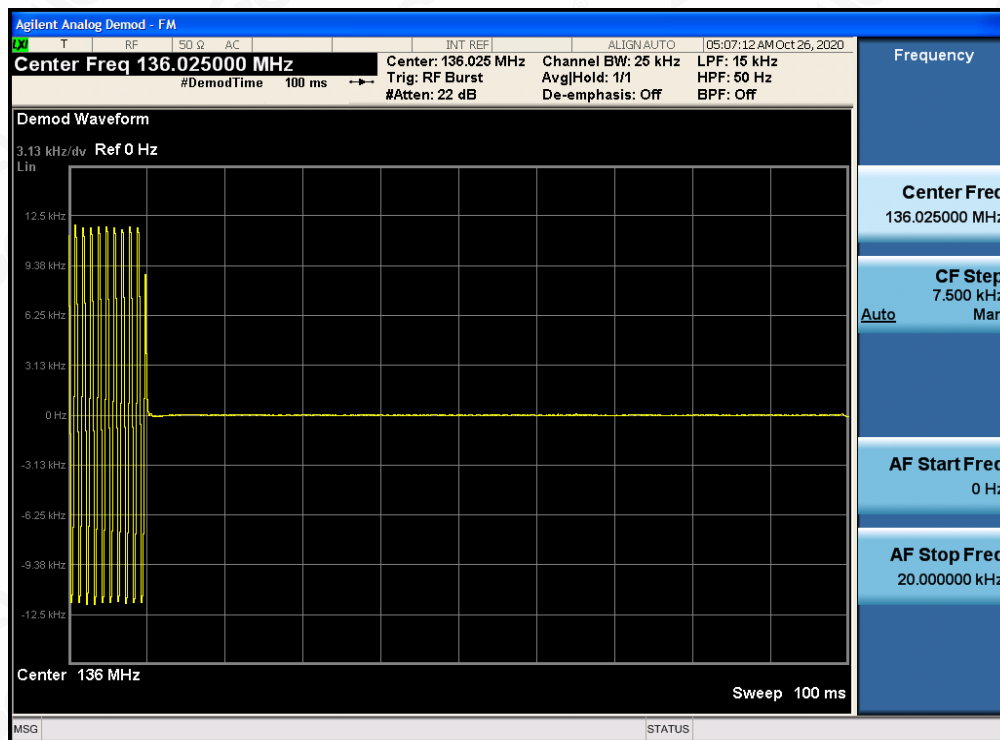 Agilent Analog Demod - FM
LXI T RF 50 Ω AC INT REF ALIGN AUTO 05:07:12 AM Oct 26, 2020
Center Freq 136.025000 MHz
Center: 136.025 MHz Channel BW: 25 kHz LPF: 15 kHz
Trig: RF Burst Avg|Hold: 1/1 HPF: 50 Hz
#DemodTime 100 ms
#Atten: 22 dB De-emphasis: Off BPF: Off
Frequency
Demod Waveform
3.13 kHz/dv Ref 0 Hz
Lin
12.5 kHz
9.38 kHz
6.25 kHz
3.13 kHz
0 Hz
-3.13 kHz
-6.25 kHz
-9.38 kHz
-12.5 kHz
Center 136 MHz
Sweep 100 ms
Center Freq
136.025000 MHz
CF Step
7.500 kHz
Auto Man
AF Start Freq
0 Hz
AF Stop Freq
20.000000 kHz
MSG STATUS